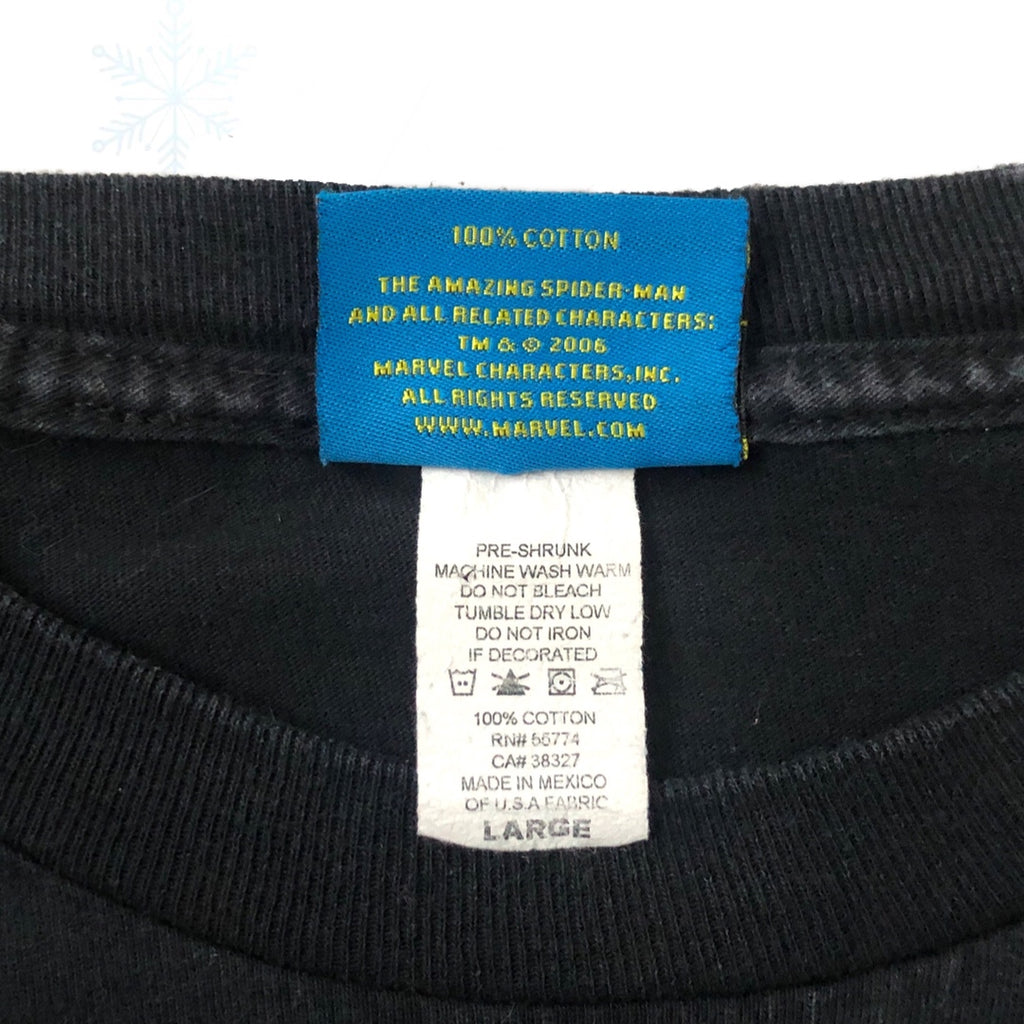 100% COTTON
THE AMAZING SPIDER-MAN
AND ALL RELATED CHARACTERS:
TM & © 2006
MARVEL CHARACTERS, INC.
ALL RIGHTS RESERVED
WWW.MARVEL.COM
PRE-SHRUNK
MACHINE WASH WARM
DO NOT BLEACH
TUMBLE DRY LOW
DO NOT IRON
IF DECORATED
100% COTTON
RN# 55774
CA# 38327
MADE IN MEXICO
OF U.S.A FABRIC
LARGE